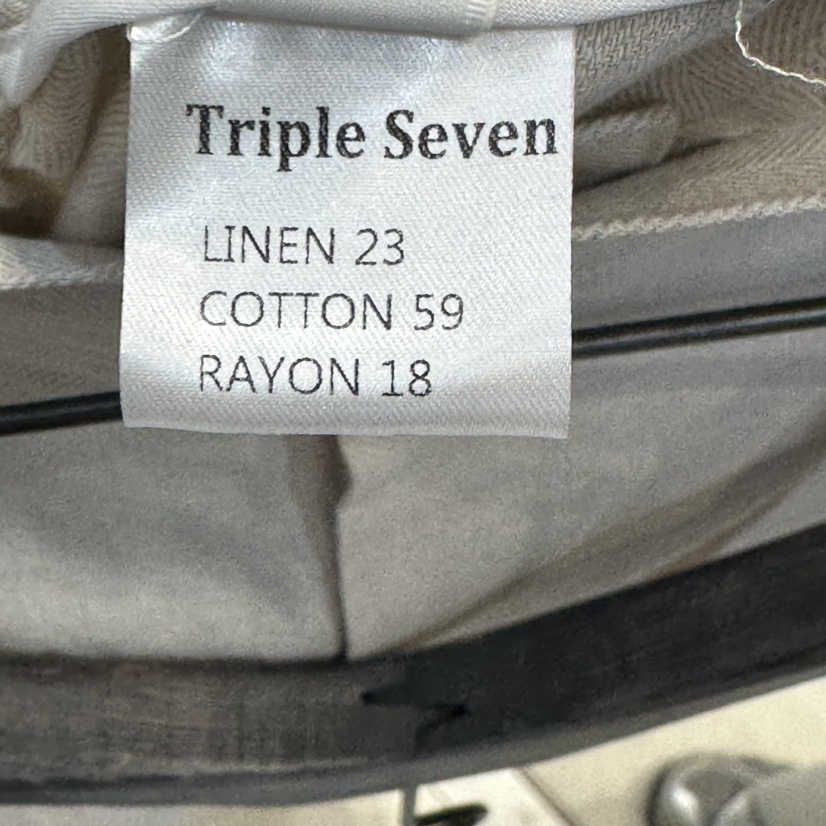 Triple Seven
LINEN 23
COTTON 59
RAYON 18